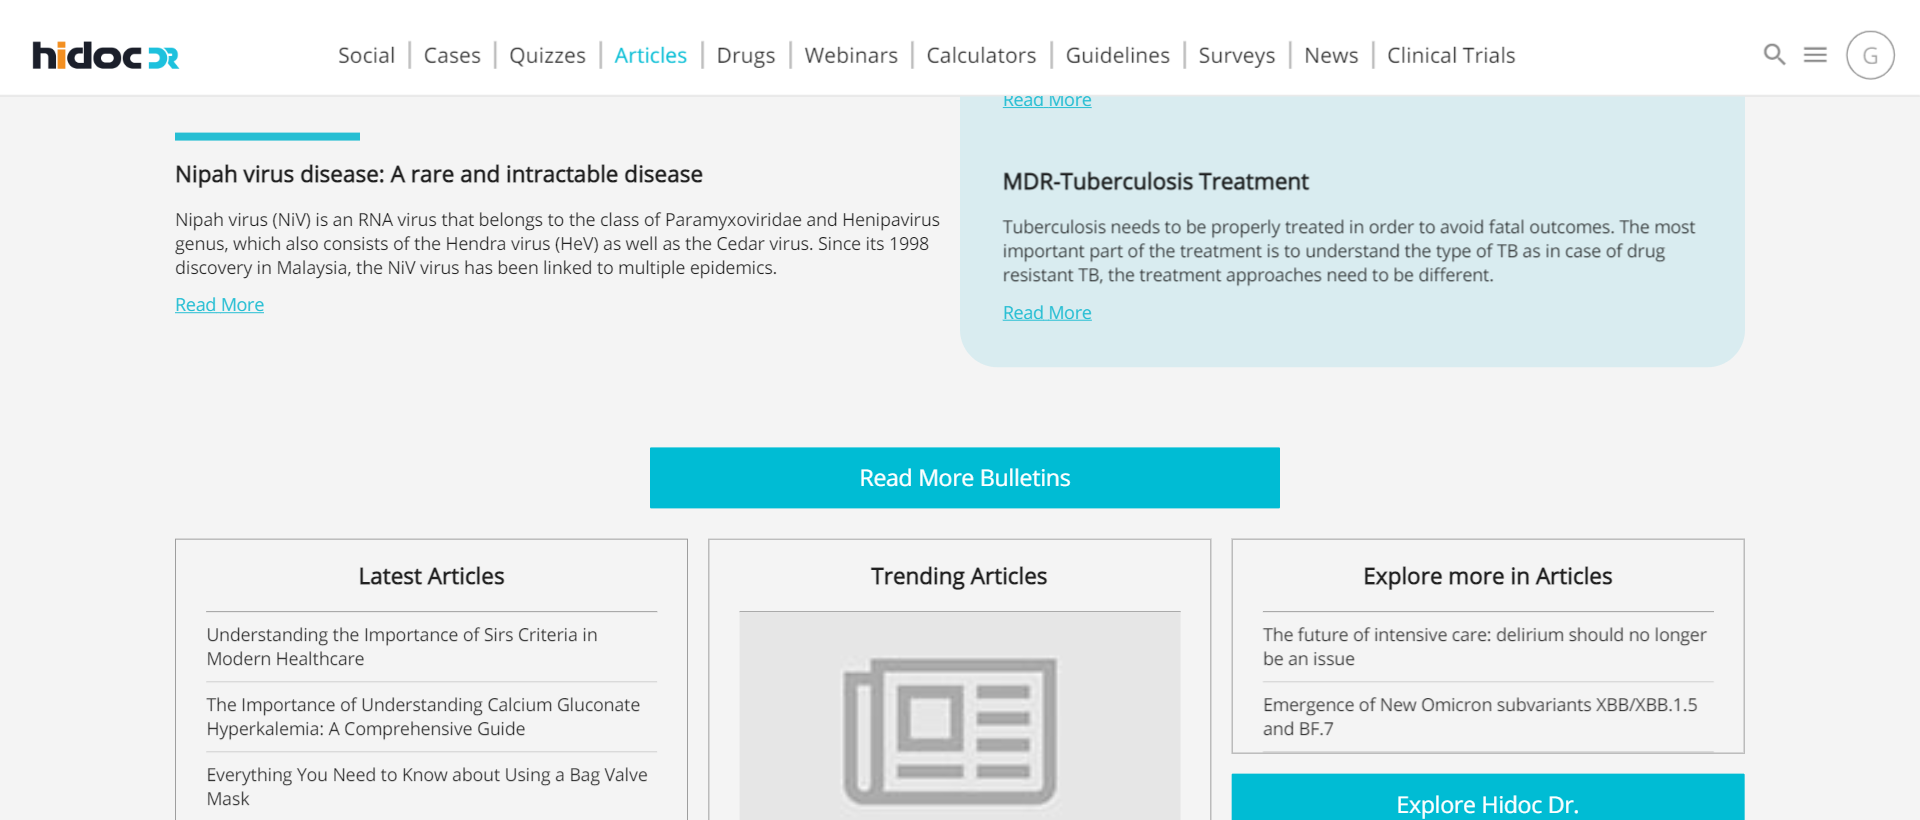 hidoc DR
Social
Cases
Quizzes
Articles
Drugs
Webinars
Calculators
Guidelines
Surveys
News
Clinical Trials
G
Nipah virus disease: A rare and intractable disease
Nipah virus (NiV) is an RNA virus that belongs to the class of Paramyxoviridae and Henipavirus
genus, which also consists of the Hendra virus (HeV) as well as the Cedar virus. Since its 1998
discovery in Malaysia, the NiV virus has been linked to multiple epidemics.
Read More
Read More
MDR-Tuberculosis Treatment
Tuberculosis needs to be properly treated in order to avoid fatal outcomes. The most
important part of the treatment is to understand the type of TB as in case of drug
resistant TB, the treatment approaches need to be different.
Read More
Read More Bulletins
Latest Articles
Understanding the Importance of Sirs Criteria in
Modern Healthcare
The Importance of Understanding Calcium Gluconate
Hyperkalemia: A Comprehensive Guide
Everything You Need to Know about Using a Bag Valve
Mask
Trending Articles
Explore more in Articles
The future of intensive care: delirium should no longer
be an issue
Emergence of New Omicron subvariants XBB/XBB.1.5
and BF.7
Explore Hidoc Dr.